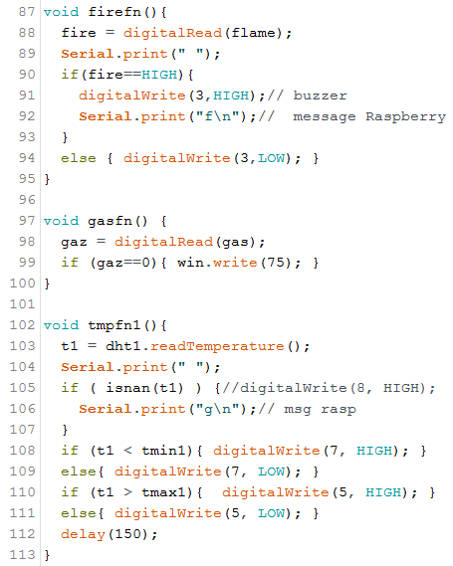 87 void firefn(){
88   fire = digitalRead(flame);
89   Serial.print(" ");
90   if(fire==HIGH){
91     digitalWrite(3,HIGH);// buzzer
92     Serial.print("f\n");//  message Raspberry
93   }
94   else { digitalWrite(3,LOW); }
95 }
96
97 void gasfn() {
98   gaz = digitalRead(gas);
99   if (gaz==0){ win.write(75); }
100 }
101
102 void tmpfn1(){
103   t1 = dht1.readTemperature();
104   Serial.print(" ");
105   if ( isnan(t1) ) {//digitalWrite(8, HIGH);
106     Serial.print("g\n");// msg rasp
107   }
108   if (t1 < tmin1){ digitalWrite(7, HIGH); }
109   else{ digitalWrite(7, LOW); }
110   if (t1 > tmax1){  digitalWrite(5, HIGH); }
111   else{ digitalWrite(5, LOW); }
112   delay(150);
113 }